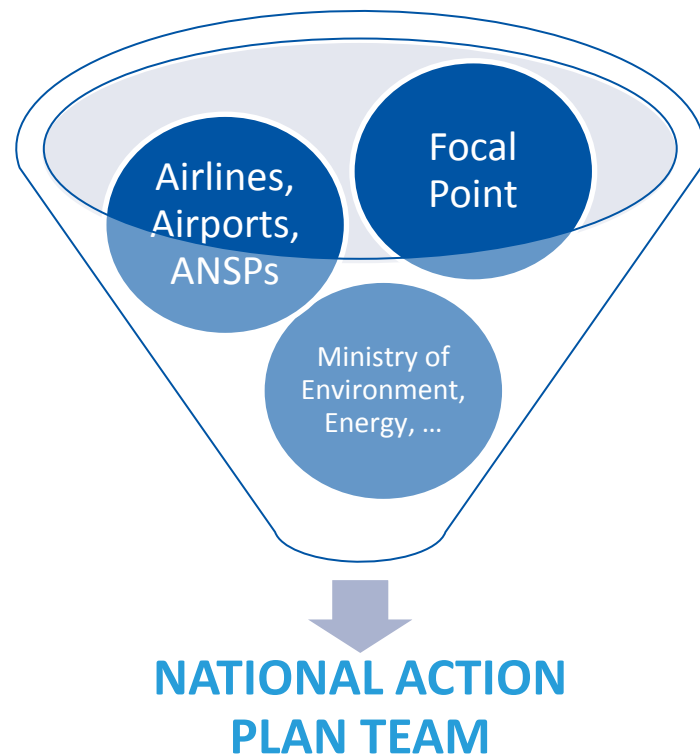 Airlines,
Airports,
ANSPs
Focal
Point
Ministry of
Environment,
Energy, ...
NATIONAL ACTION
PLAN TEAM